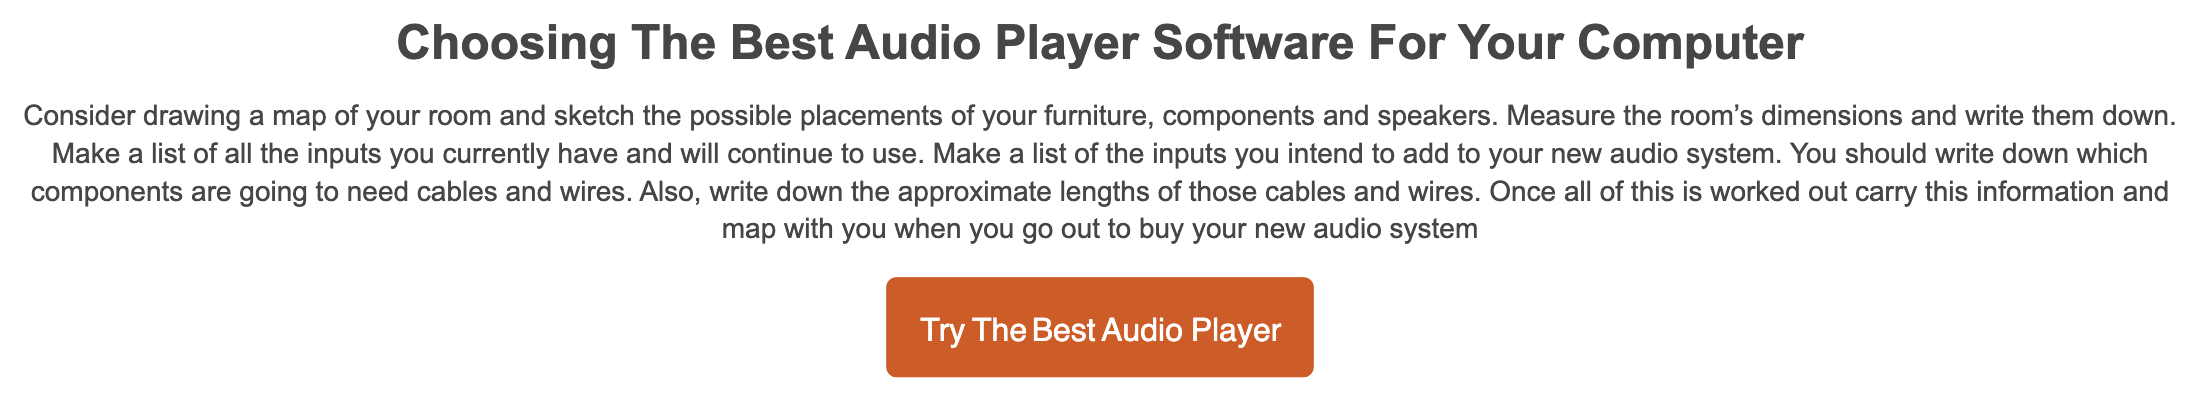 Choosing The Best Audio Player Software For Your Computer
Consider drawing a map of your room and sketch the possible placements of your furniture, components and speakers. Measure the room’s dimensions and write them down.
Make a list of all the inputs you currently have and will continue to use. Make a list of the inputs you intend to add to your new audio system. You should write down which
components are going to need cables and wires. Also, write down the approximate lengths of those cables and wires. Once all of this is worked out carry this information and
map with you when you go out to buy your new audio system
Try The Best Audio Player